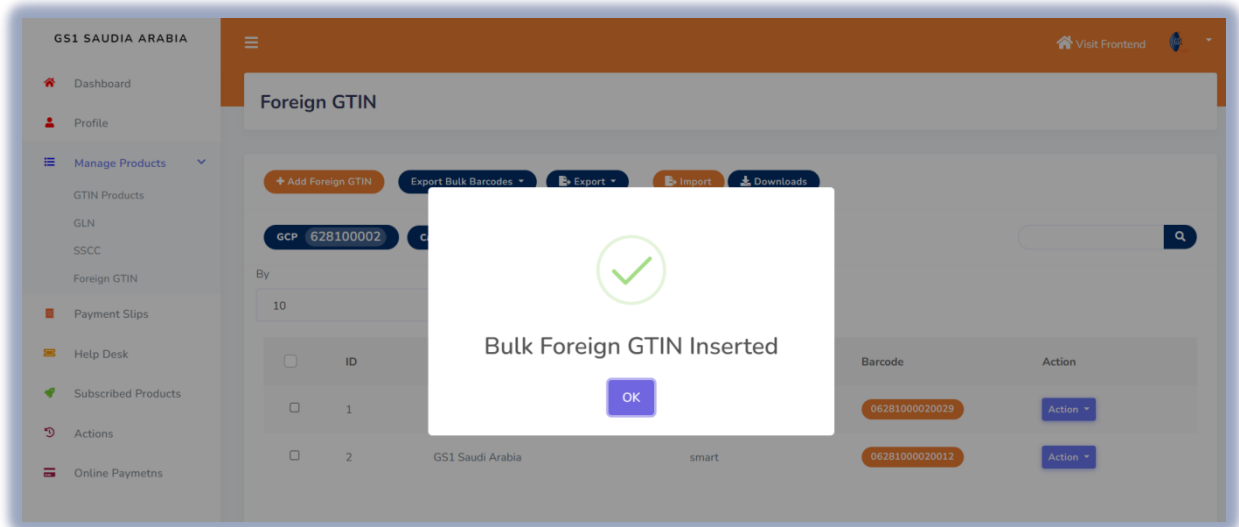 GS1 SAUDIA ARABIA
Visit Frontend
Dashboard
Foreign GTIN
Profile
Manage Products
+ Add Foreign GTIN Export Bulk Barcodes Export Import Downloads
GTIN Products
GLN
GCP 628100002
SSCC
By
Foreign GTIN
10
Payment Slips
Bulk Foreign GTIN Inserted
Help Desk
ID Barcode Action
Subscribed Products
OK
1 06281000020029 Action
Actions
2 GS1 Saudi Arabia smart 06281000020012 Action
Online Paymetns